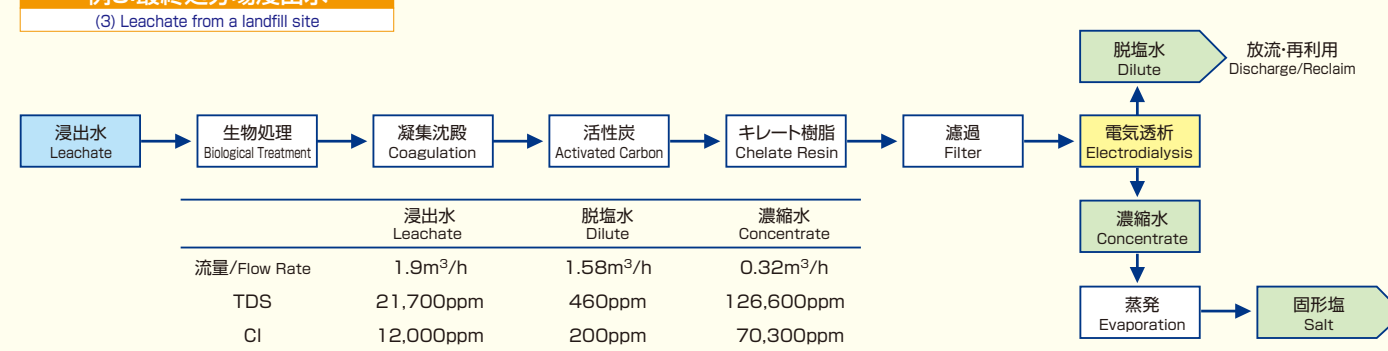 (3) Leachate from a landfill site
脱塩水
Dilute
放流・再利用
Discharge/Reclaim
浸出水
Leachate
生物処理
Biological Treatment
凝集沈殿
Coagulation
活性炭
Activated Carbon
キレート樹脂
Chelate Resin
濾過
Filter
電気透析
Electrodialysis
濃縮水
Concentrate
蒸発
Evaporation
固形塩
Salt
浸出水 脱塩水 濃縮水
Leachate Dilute Concentrate
流量/Flow Rate 1.9m³/h 1.58m³/h 0.32m³/h
TDS 21,700ppm 460ppm 126,600ppm
Cl 12,000ppm 200ppm 70,300ppm